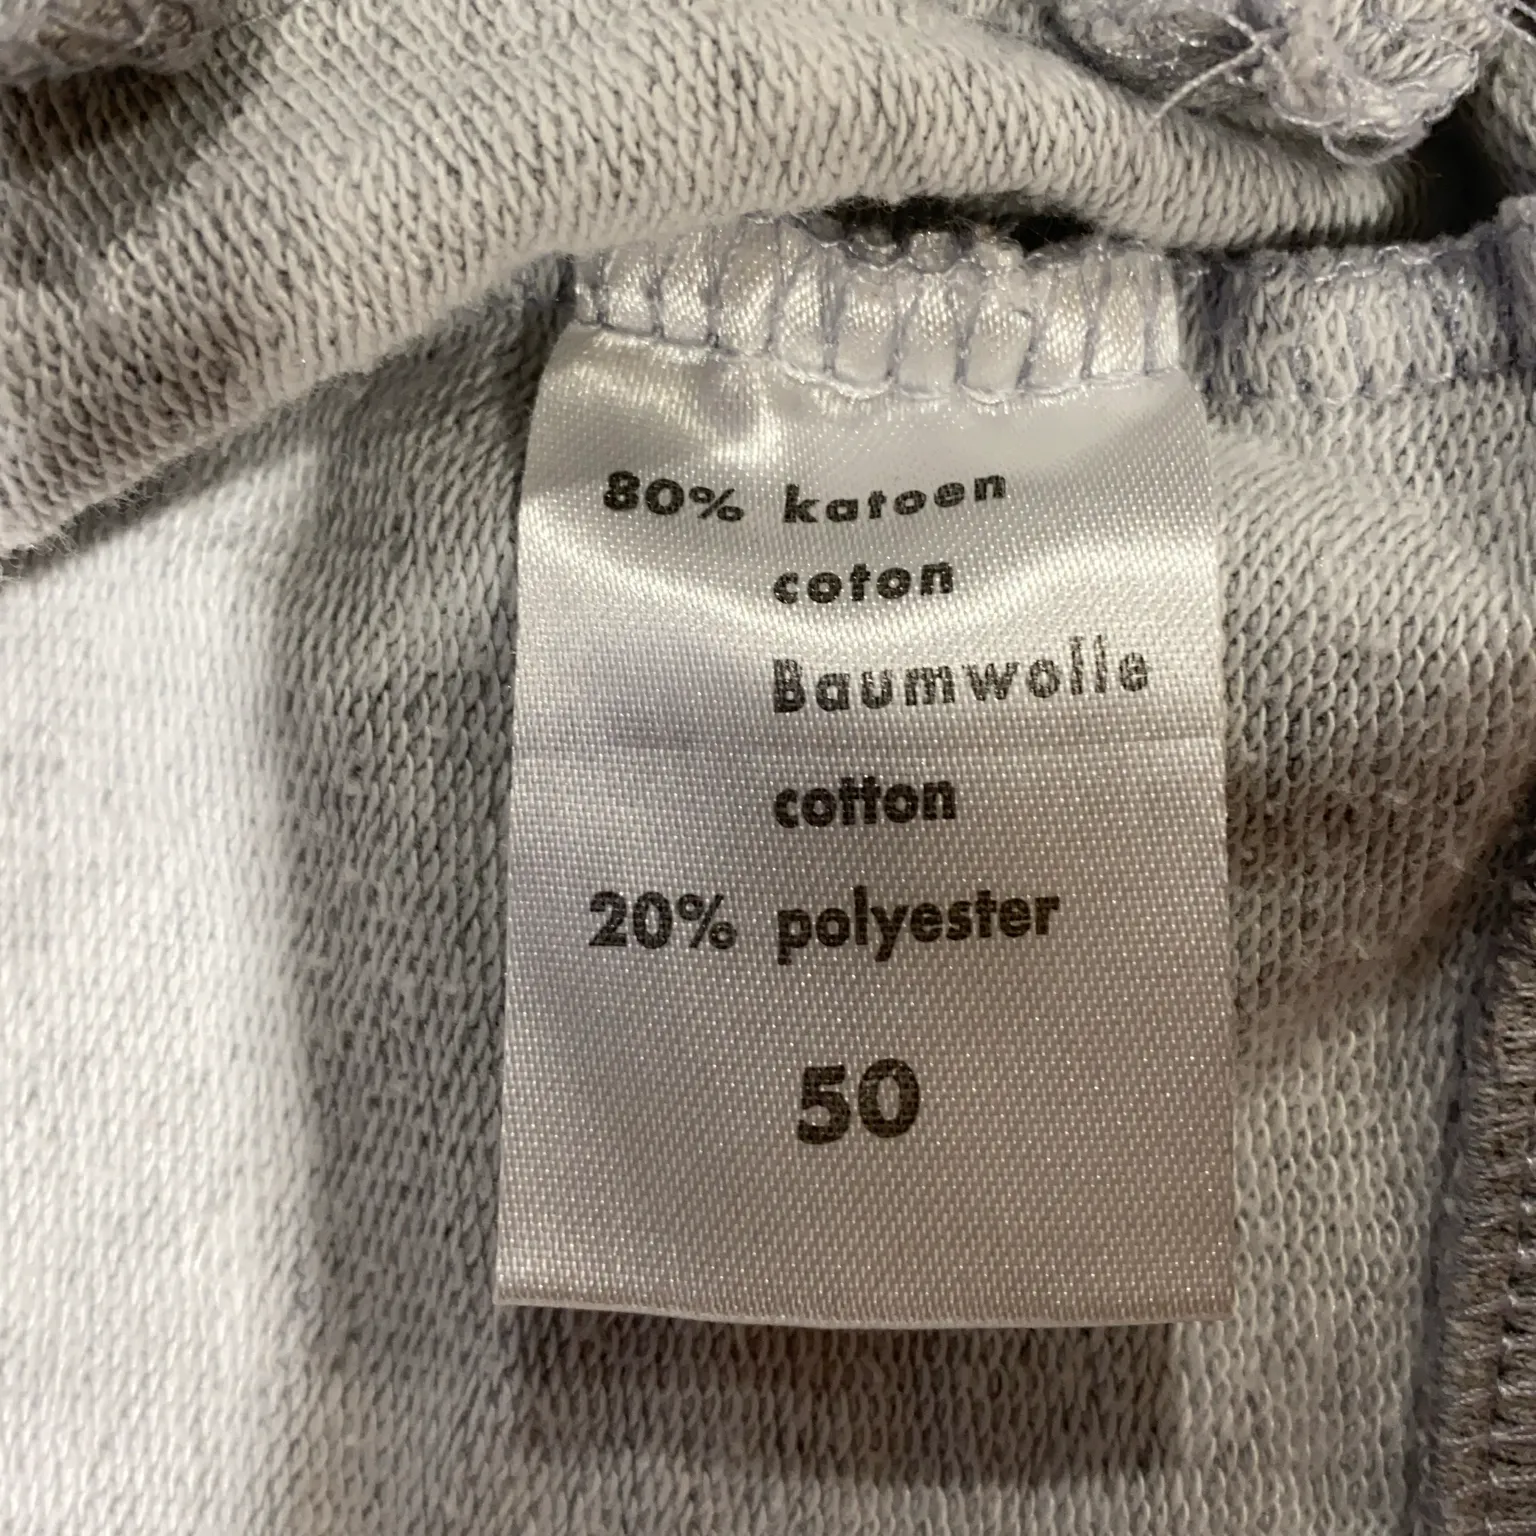 80% katoen
coton
Baumwolle
cotton
20% polyester
50